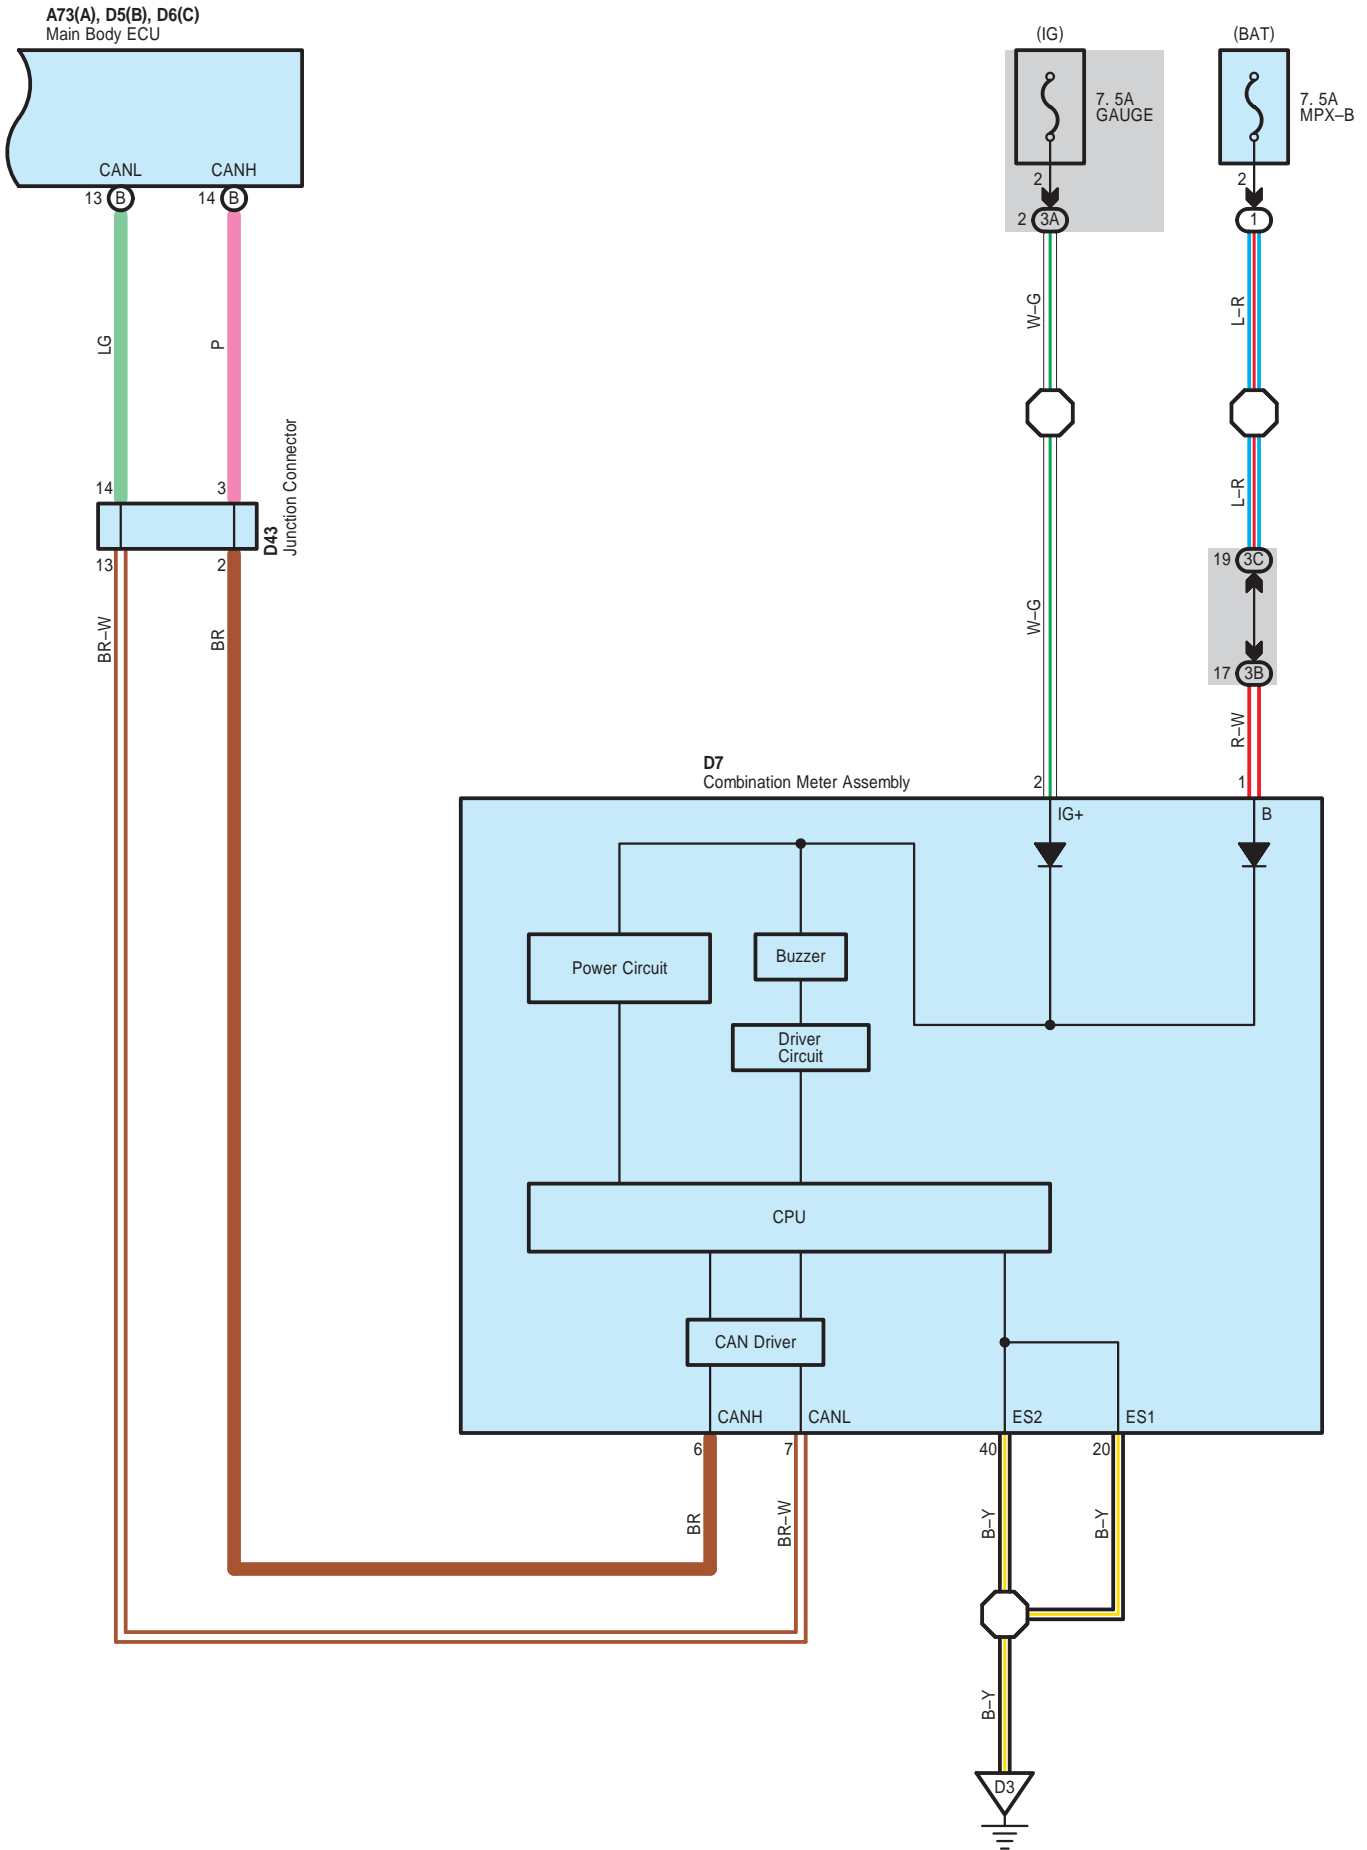 A73(A), D5(B), D6(C)
Main Body ECU
(IG)
(BAT)
7. 5A
GAUGE
7. 5A
MPX–B
CANL
CANH
13
B
14
B
2
2
2
3A
1
LG
P
W–G
L–R
14
3
D43
Junction Connector
L–R
13
2
19
3C
BR–W
BR
W–G
17
3B
R–W
D7
Combination Meter Assembly
2
1
IG+
B
Power Circuit
Buzzer
Driver
Circuit
CPU
CAN Driver
CANH
CANL
ES2
ES1
6
7
40
20
BR
BR–W
B–Y
B–Y
B–Y
D3